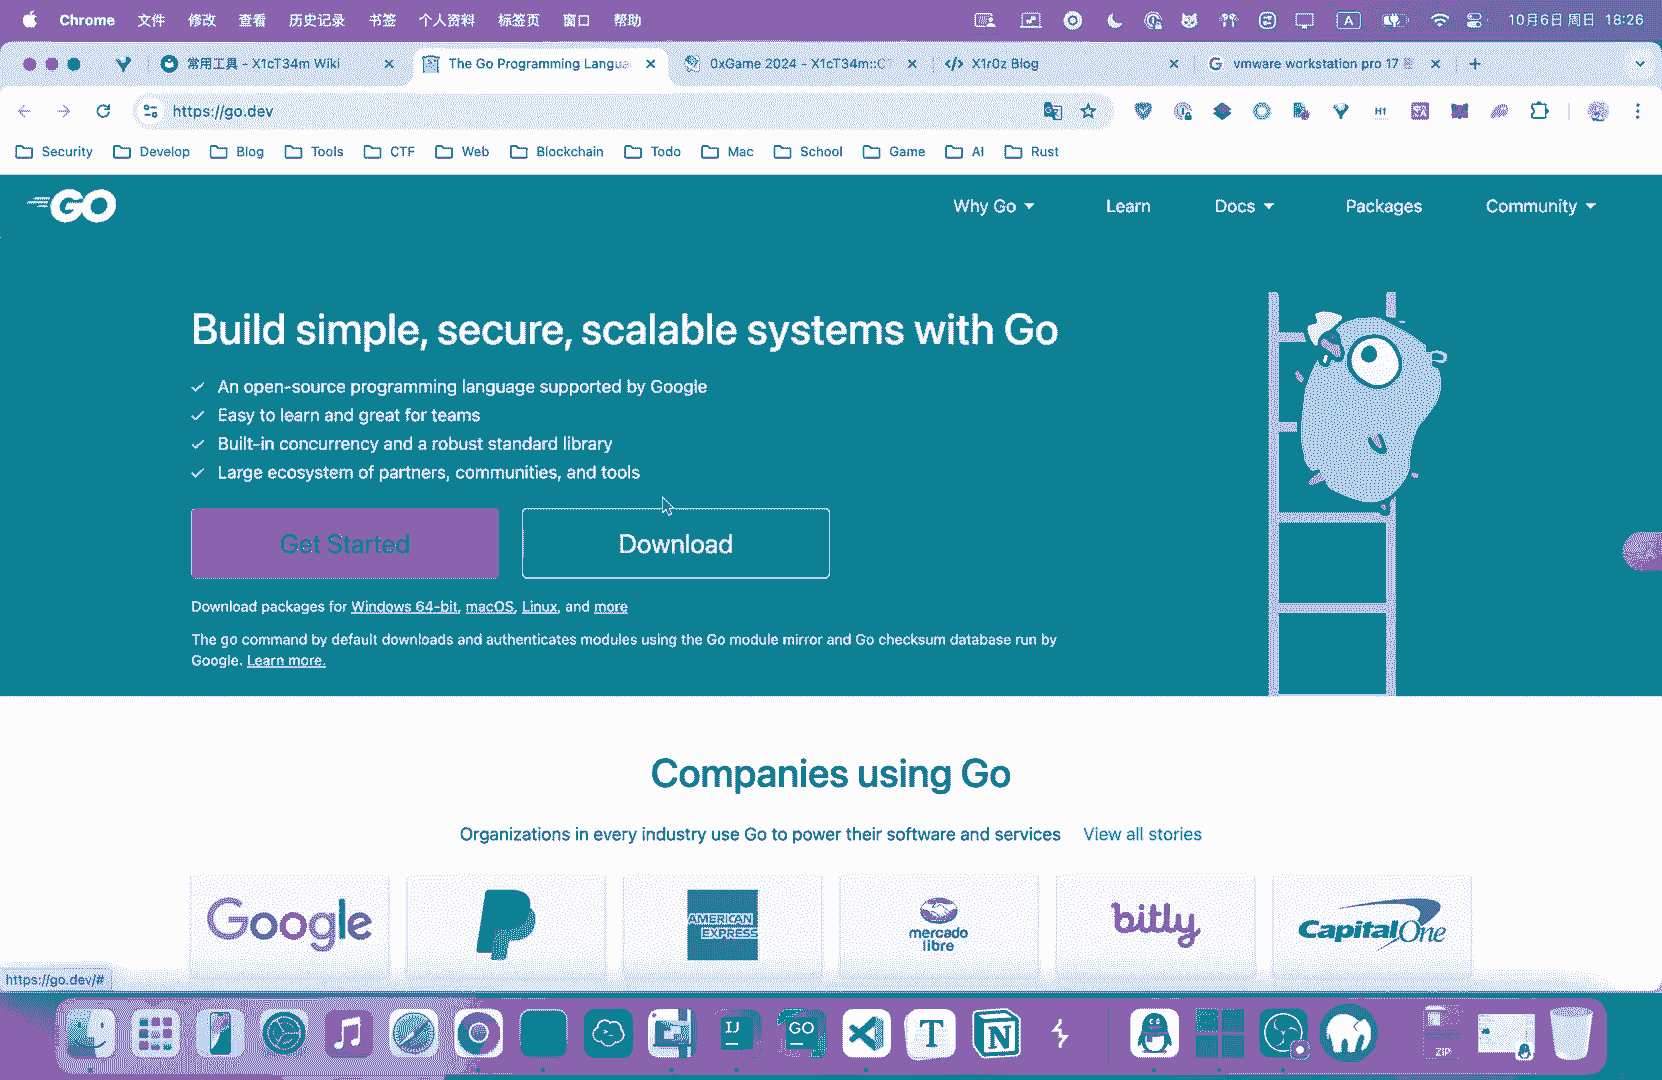 Chrome 文件 修改 查看 历史记录 书签 个人资料 标签页 窗口 帮助 A 10月6日 周日 18:26
常用工具 - X1cT34m Wiki The Go Programming Langua 0xGame 2024 - X1cT34m::CT X1r0z Blog vmware workstation pro 17
https://go.dev
Security Develop Blog Tools CTF Web Blockchain Todo Mac School Game AI Rust
GO Why Go Learn Docs Packages Community
Build simple, secure, scalable systems with Go
An open-source programming language supported by Google
Easy to learn and great for teams
Built-in concurrency and a robust standard library
Large ecosystem of partners, communities, and tools
Get Started Download
Download packages for Windows 64-bit, macOS, Linux, and more
The go command by default downloads and authenticates modules using the Go module mirror and Go checksum database run by
Google. Learn more.
Companies using Go
Organizations in every industry use Go to power their software and services View all stories
Google AMERICAN EXPRESS mercado libre bitly CapitalOne
https://go.dev/#
IJ GO T N ZIP